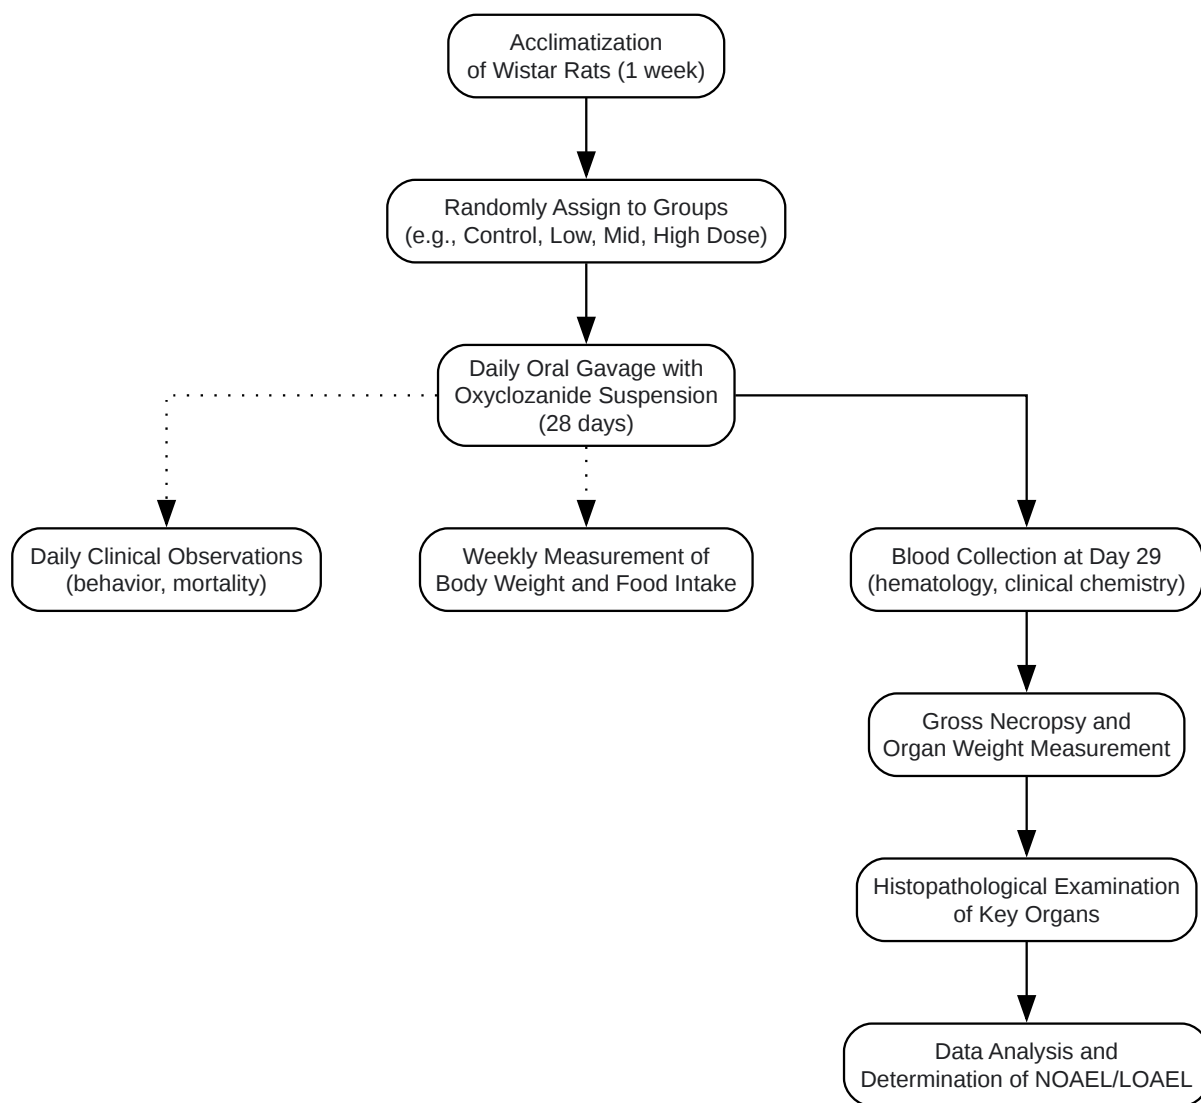 Acclimatization
of Wistar Rats (1 week)
Randomly Assign to Groups
(e.g., Control, Low, Mid, High Dose)
Daily Oral Gavage with
Oxyclozanide Suspension
(28 days)
Daily Clinical Observations
(behavior, mortality)
Weekly Measurement of
Body Weight and Food Intake
Blood Collection at Day 29
(hematology, clinical chemistry)
Gross Necropsy and
Organ Weight Measurement
Histopathological Examination
of Key Organs
Data Analysis and
Determination of NOAEL/LOAEL